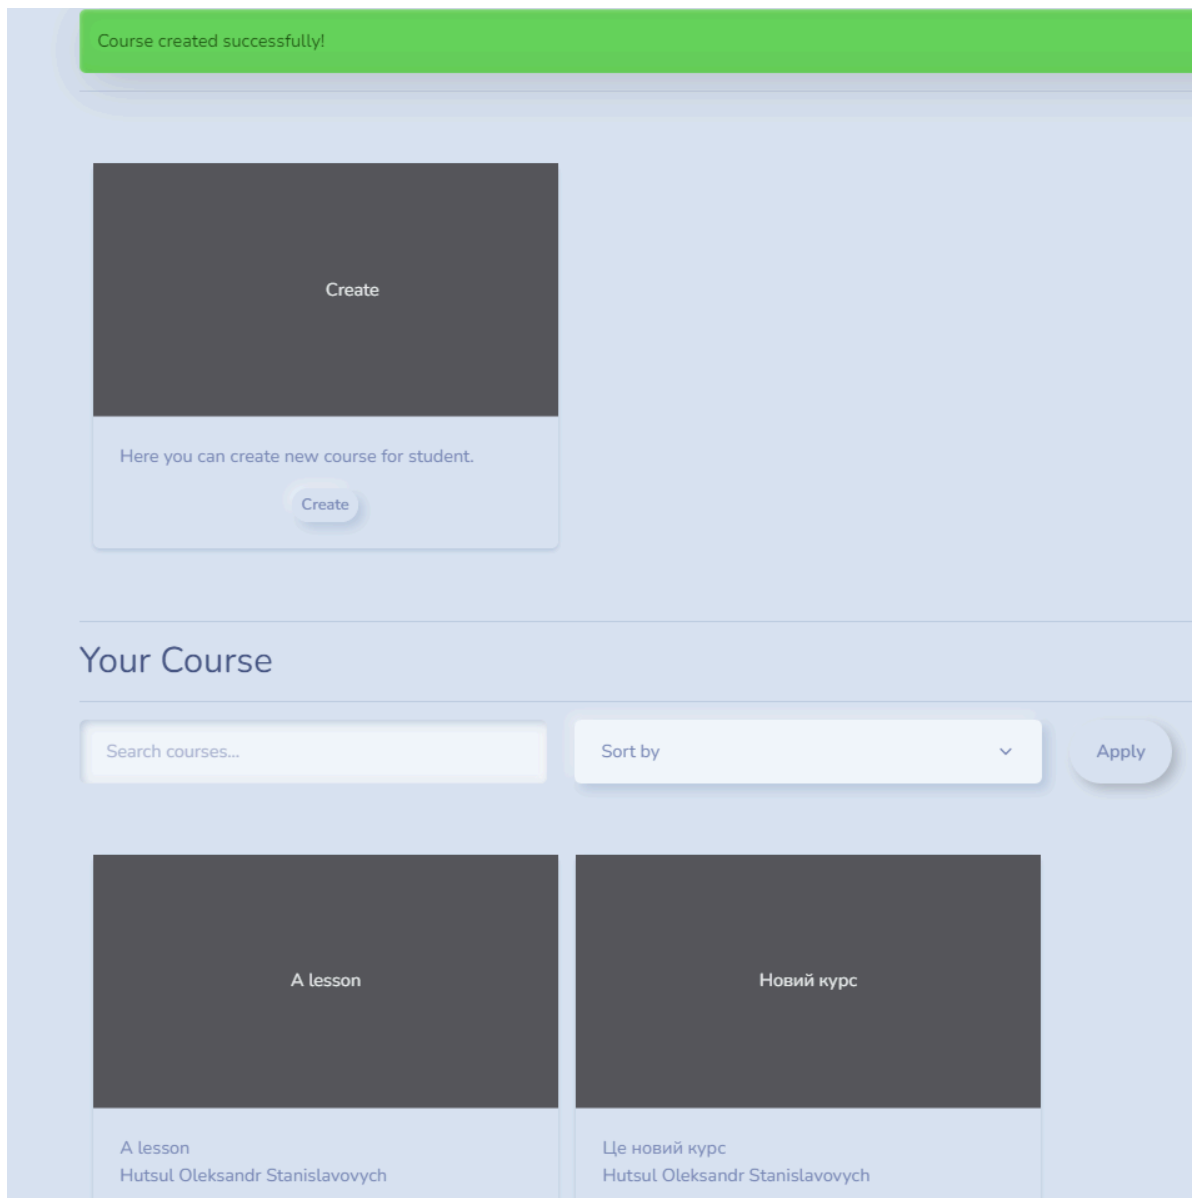 Course created successfully!
Create
Here you can create new course for student.
Create
Your Course
Search courses...
Sort by
Apply
A lesson
Новий курс
A lesson
Hutsul Oleksandr Stanislavovych
Це новий курс
Hutsul Oleksandr Stanislavovych